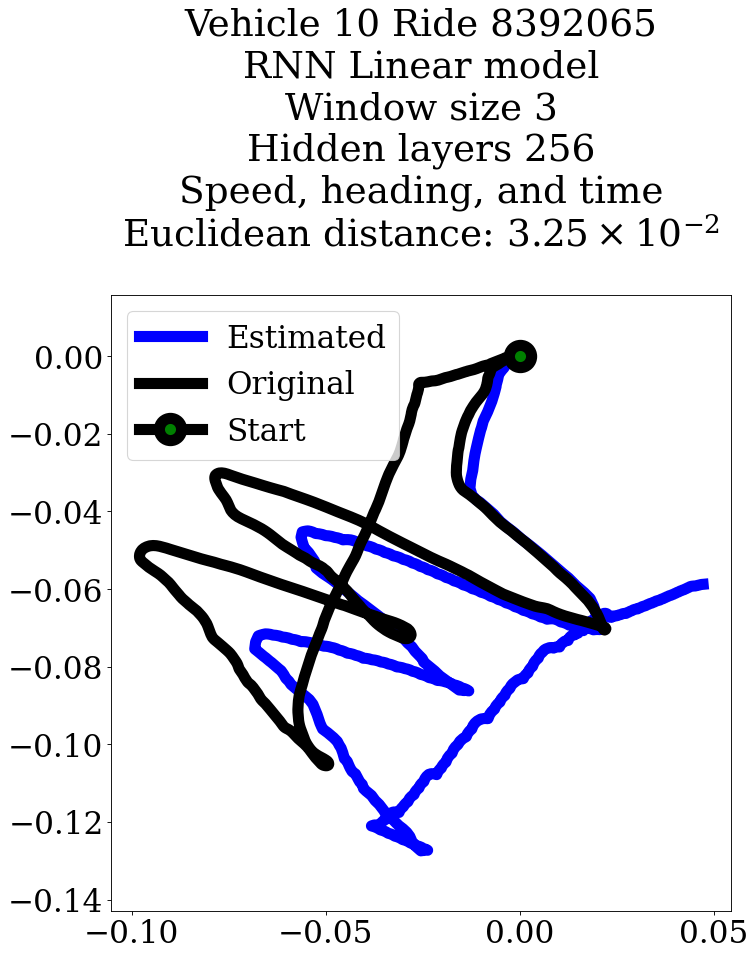 Vehicle 10 Ride 8392065
RNN Linear model
Window size 3
Hidden layers 256
Speed, heading, and time
Euclidean distance: 3.25 × 10⁻²
Estimated
Original
Start
0.00
−0.02
−0.04
−0.06
−0.08
−0.10
−0.12
−0.14
−0.10 −0.05 0.00 0.05